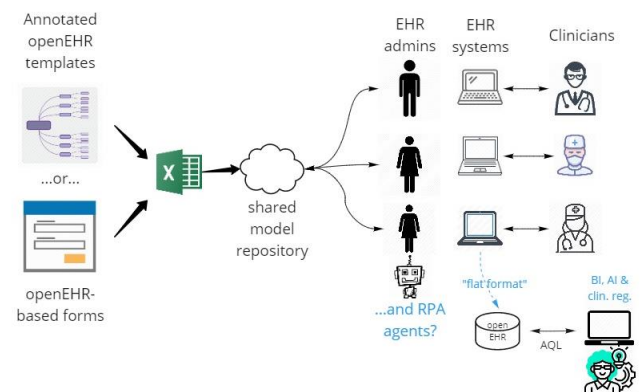 Annotated
openEHR
templates
...or...
openEHR-
based forms
X
shared
model
repository
EHR
admins
EHR
systems
Clinicians
...and RPA
agents?
"flat format"
open
EHR
AQL
BI, AI &
clin. reg.